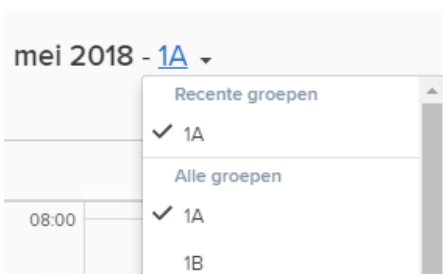 mei 2018 - 1A
Recente groepen
1A
Alle groepen
1A
08:00
1B